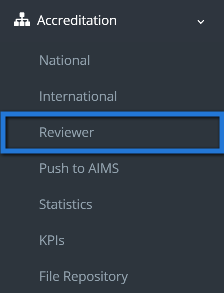 Accreditation
National
International
Reviewer
Push to AIMS
Statistics
KPIs
File Repository